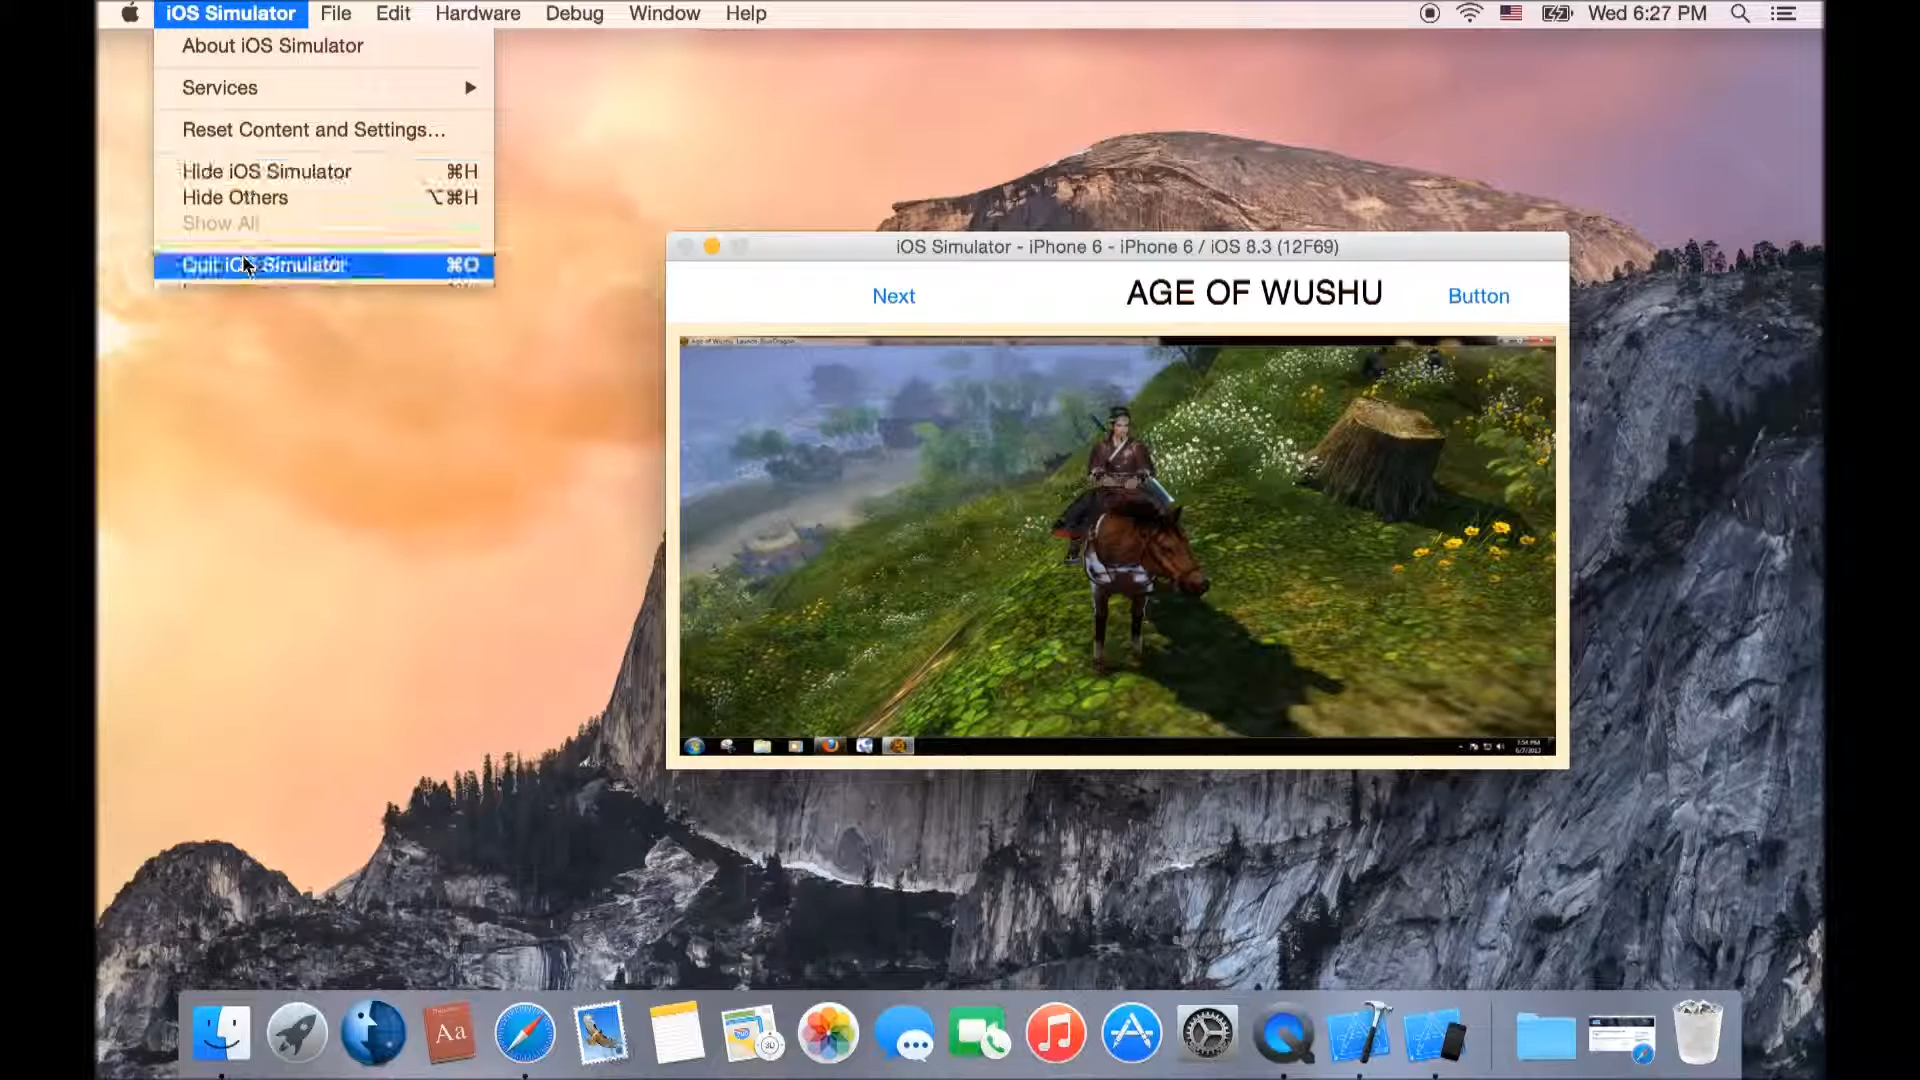 iOS Simulator File Edit Hardware Debug Window Help Wed 6:27 PM
About iOS Simulator
Services
Reset Content and Settings...
Hide iOS Simulator ⌘H
Hide Others ⌥⌘H
Show All
Quit iOS Simulator ⌘Q
iOS Simulator - iPhone 6 - iPhone 6 / iOS 8.3 (12F69)
Next AGE OF WUSHU Button
Aa
3D